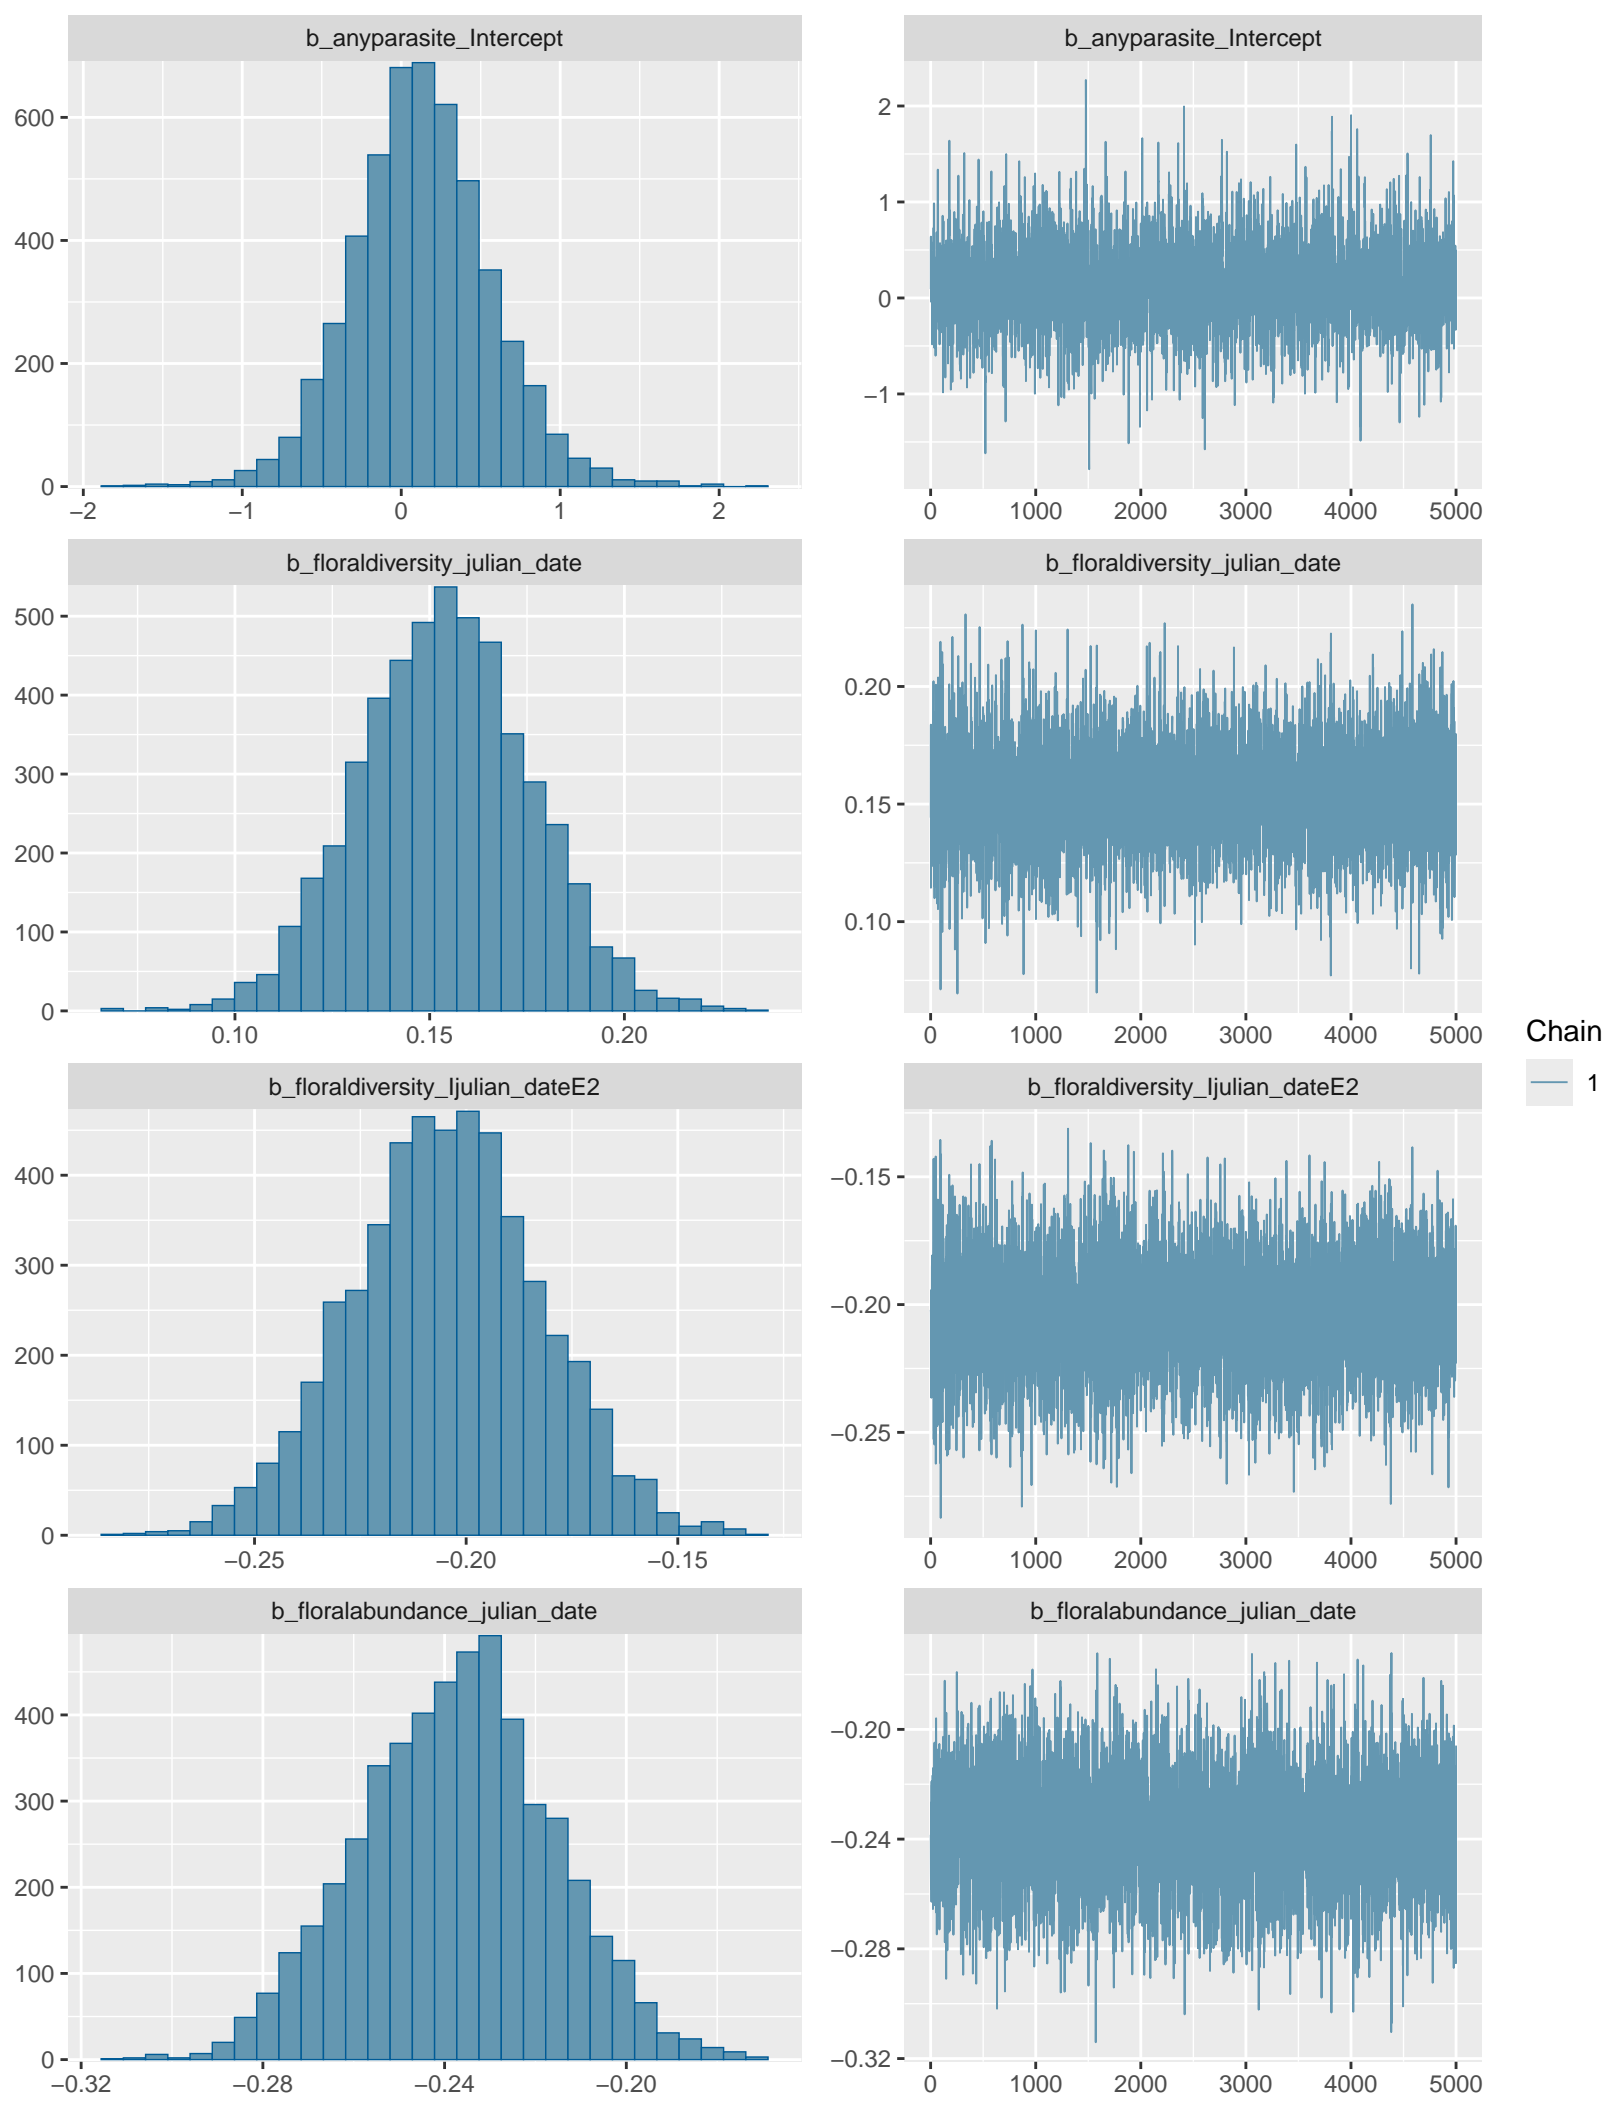 b_anyparasite_Intercept
600
400
200
0
−2 −1 0 1 2
b_anyparasite_Intercept
2
1
0
−1
0 1000 2000 3000 4000 5000
b_floraldiversity_julian_date
500
400
300
200
100
0
0.10 0.15 0.20
b_floraldiversity_julian_date
0.20
0.15
0.10
0 1000 2000 3000 4000 5000
b_floraldiversity_Ijulian_dateE2
400
300
200
100
0
−0.25 −0.20 −0.15
b_floraldiversity_Ijulian_dateE2
−0.15
−0.20
−0.25
0 1000 2000 3000 4000 5000
b_floralabundance_julian_date
400
300
200
100
0
−0.32 −0.28 −0.24 −0.20
b_floralabundance_julian_date
−0.20
−0.24
−0.28
−0.32
0 1000 2000 3000 4000 5000
Chain
1